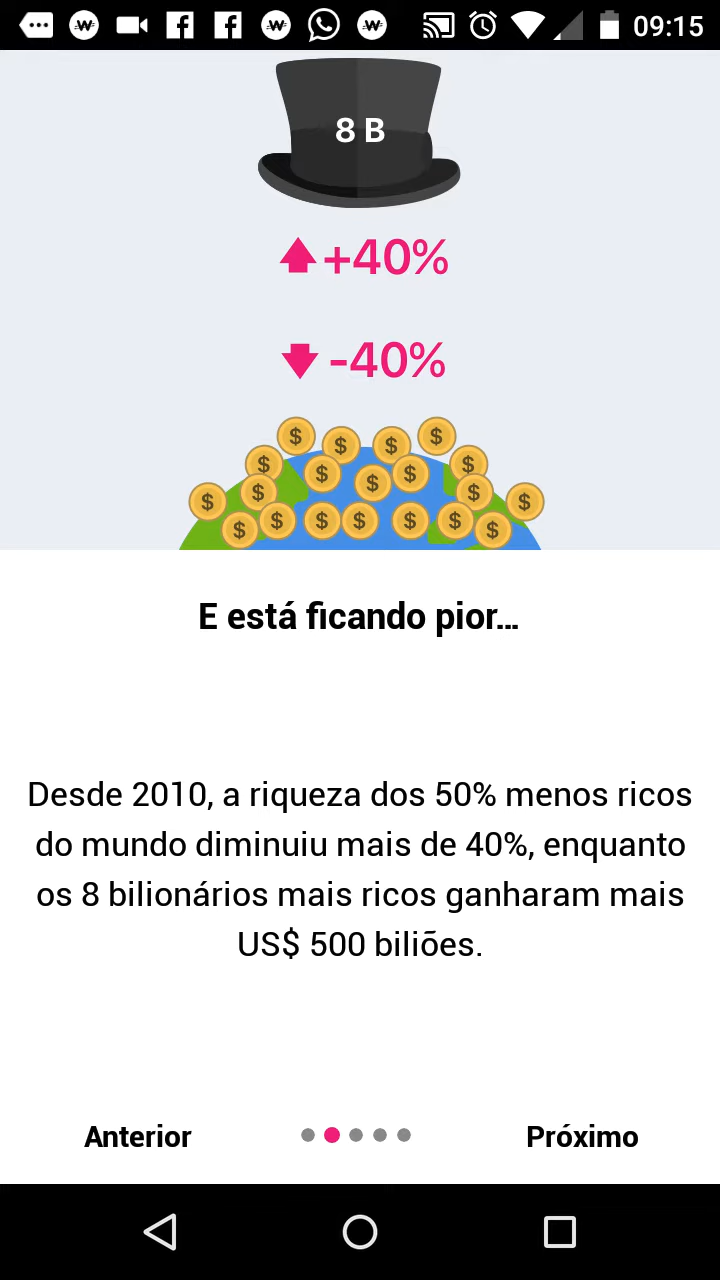 09:15
8 B
+40%
-40%
$ $ $ $
$ $ $ $
$ $ $ $ $
$ $ $ $ $ $ $
E está ficando pior...
Desde 2010, a riqueza dos 50% menos ricos
do mundo diminuiu mais de 40%, enquanto
os 8 bilionários mais ricos ganharam mais
US$ 500 biliões.
Anterior
Próximo